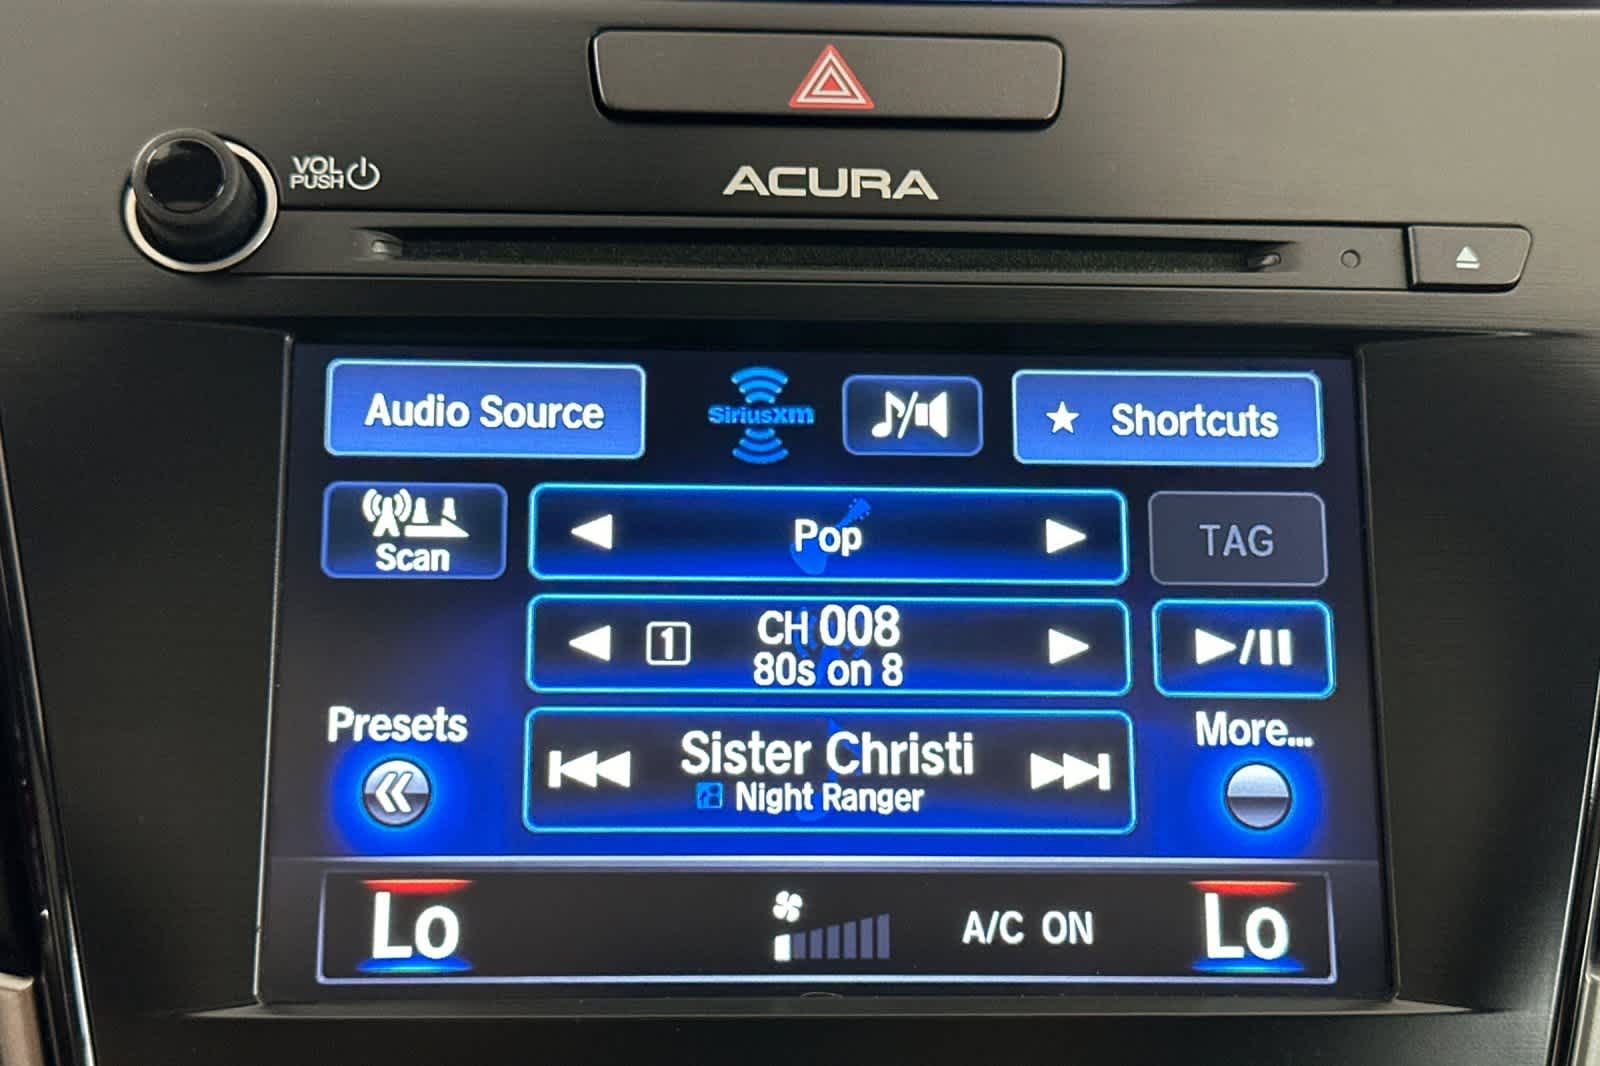 VOL
PUSH
ACURA
Audio Source
SiriusXm
Shortcuts
Scan
Pop
TAG
1
CH 008
80s on 8
Presets
Sister Christi
Night Ranger
More...
Lo
A/C ON
Lo